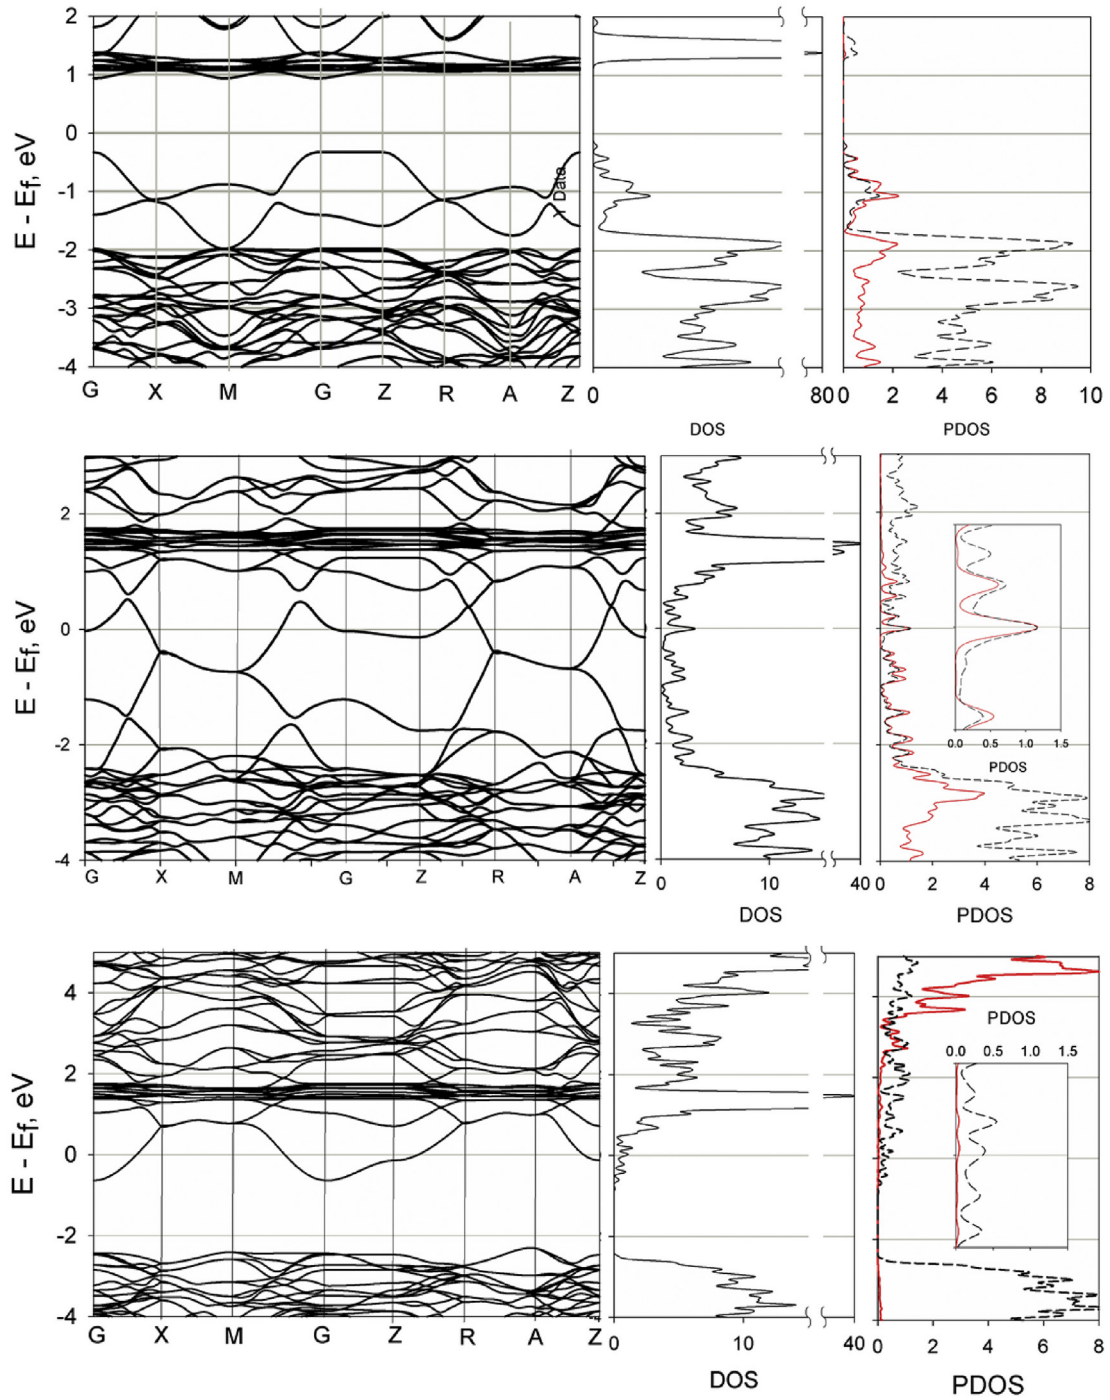 2
1
0
-1
-2
-3
-4
E - Ef, eV
G X M G Z R A Z
Y Data
0 80
DOS
0 2 4 6 8 10
PDOS
2
0
-2
-4
E - Ef, eV
G X M G Z R A Z
0 10 40
DOS
0.0 0.5 1.0 1.5
PDOS
0 2 4 6 8
PDOS
4
2
0
-2
-4
E - Ef, eV
G X M G Z R A Z
0 10 40
DOS
PDOS
0.0 0.5 1.0 1.5
0 2 4 6 8
PDOS